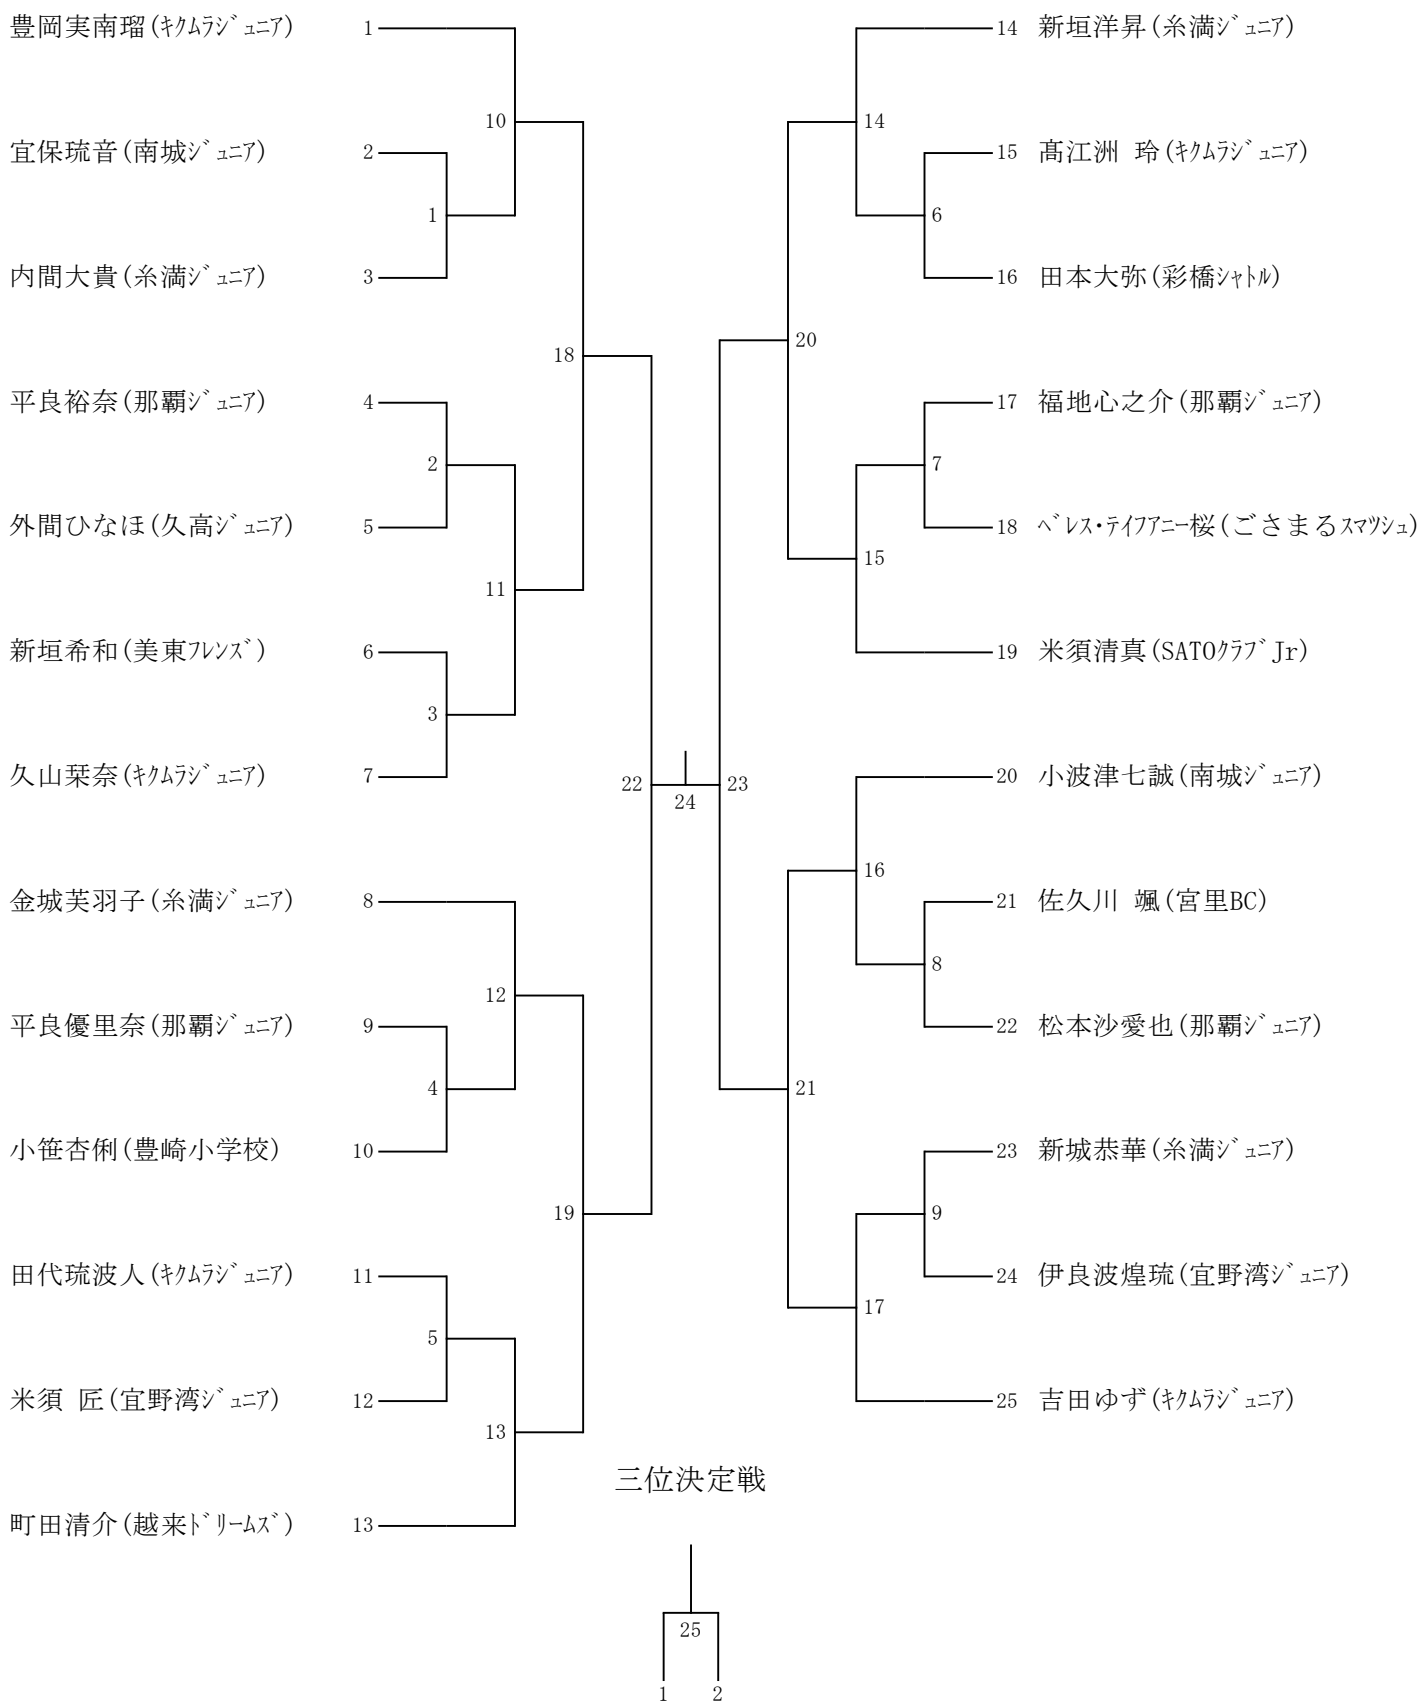 豊岡実南瑠(ｷｸﾑﾗｼﾞｭﾆｱ) 1
宜保琉音(南城ｼﾞｭﾆｱ) 2
内間大貴(糸満ｼﾞｭﾆｱ) 3
平良裕奈(那覇ｼﾞｭﾆｱ) 4
外間ひなほ(久高ｼﾞｭﾆｱ) 5
新垣希和(美東ﾌﾚﾝｽﾞ) 6
久山栞奈(ｷｸﾑﾗｼﾞｭﾆｱ) 7
金城芙羽子(糸満ｼﾞｭﾆｱ) 8
平良優里奈(那覇ｼﾞｭﾆｱ) 9
小笹杏俐(豊崎小学校) 10
田代琉波人(ｷｸﾑﾗｼﾞｭﾆｱ) 11
米須 匠(宜野湾ｼﾞｭﾆｱ) 12
町田清介(越来ﾄﾞﾘｰﾑｽﾞ) 13
1
2
3
4
5
10
11
12
13
18
19
22
24
23
20
21
14
15
16
17
6
7
8
9
14 新垣洋昇(糸満ｼﾞｭﾆｱ)
15 髙江洲 玲(ｷｸﾑﾗｼﾞｭﾆｱ)
16 田本大弥(彩橋ｼｬﾄﾙ)
17 福地心之介(那覇ｼﾞｭﾆｱ)
18 ﾍﾞﾚｽ･ﾃｲﾌｱﾆｰ桜(ごさまるｽﾏﾂｼｭ)
19 米須清真(SATOｸﾗﾌﾞJr)
20 小波津七誠(南城ｼﾞｭﾆｱ)
21 佐久川 颯(宮里BC)
22 松本沙愛也(那覇ｼﾞｭﾆｱ)
23 新城恭華(糸満ｼﾞｭﾆｱ)
24 伊良波煌琉(宜野湾ｼﾞｭﾆｱ)
25 吉田ゆず(ｷｸﾑﾗｼﾞｭﾆｱ)
三位決定戦
25
1 2